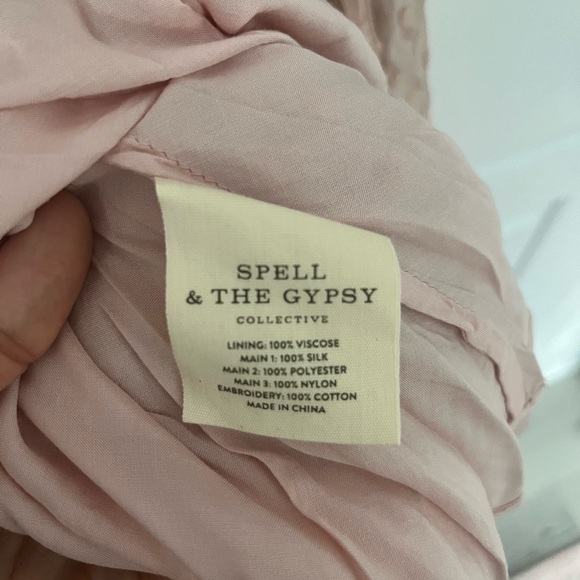 SPELL
& THE GYPSY
COLLECTIVE
LINING: 100% VISCOSE
MAIN 1: 100% SILK
MAIN 2: 100% POLYESTER
MAIN 3: 100% NYLON
EMBROIDERY: 100% COTTON
MADE IN CHINA